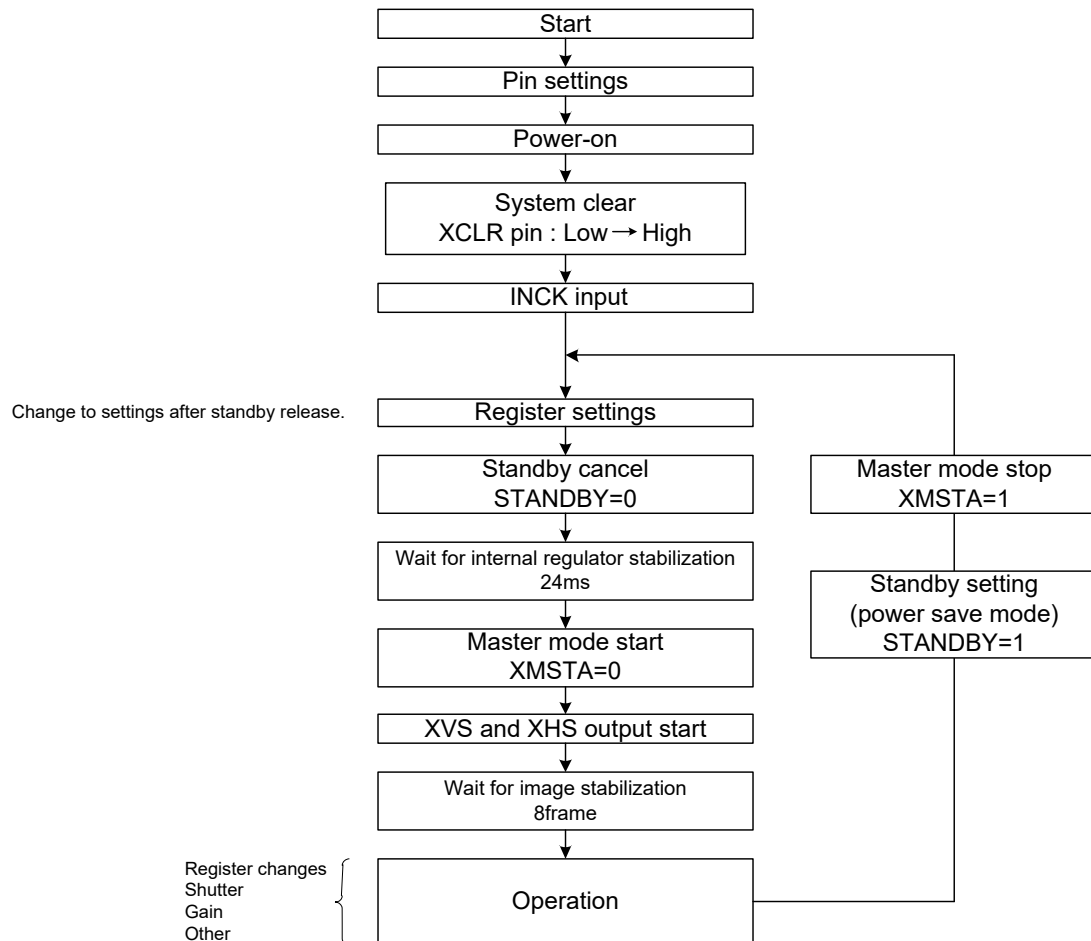 Start
Pin settings
Power-on
System clear
XCLR pin : Low → High
INCK input
Change to settings after standby release.
Register settings
Standby cancel
STANDBY=0
Wait for internal regulator stabilization
24ms
Master mode start
XMSTA=0
XVS and XHS output start
Wait for image stabilization
8frame
Register changes
Shutter
Gain
Other
Operation
Standby setting
(power save mode)
STANDBY=1
Master mode stop
XMSTA=1